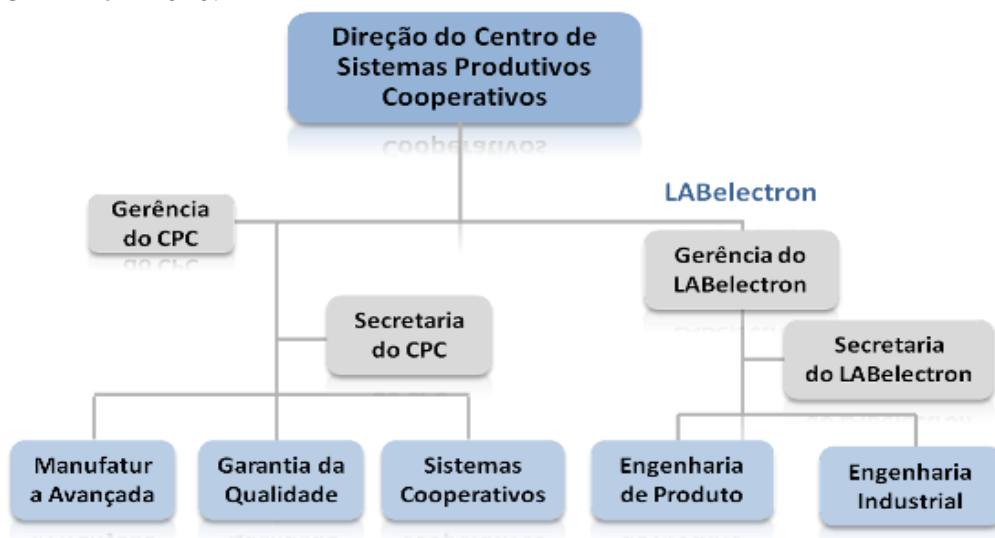 Direção do Centro de
Sistemas Produtivos
Cooperativos
LABelectron
Gerência
do CPC
Gerência do
LABelectron
Secretaria
do CPC
Secretaria
do LABelectron
Manufatur
a Avançada
Garantia da
Qualidade
Sistemas
Cooperativos
Engenharia
de Produto
Engenharia
Industrial